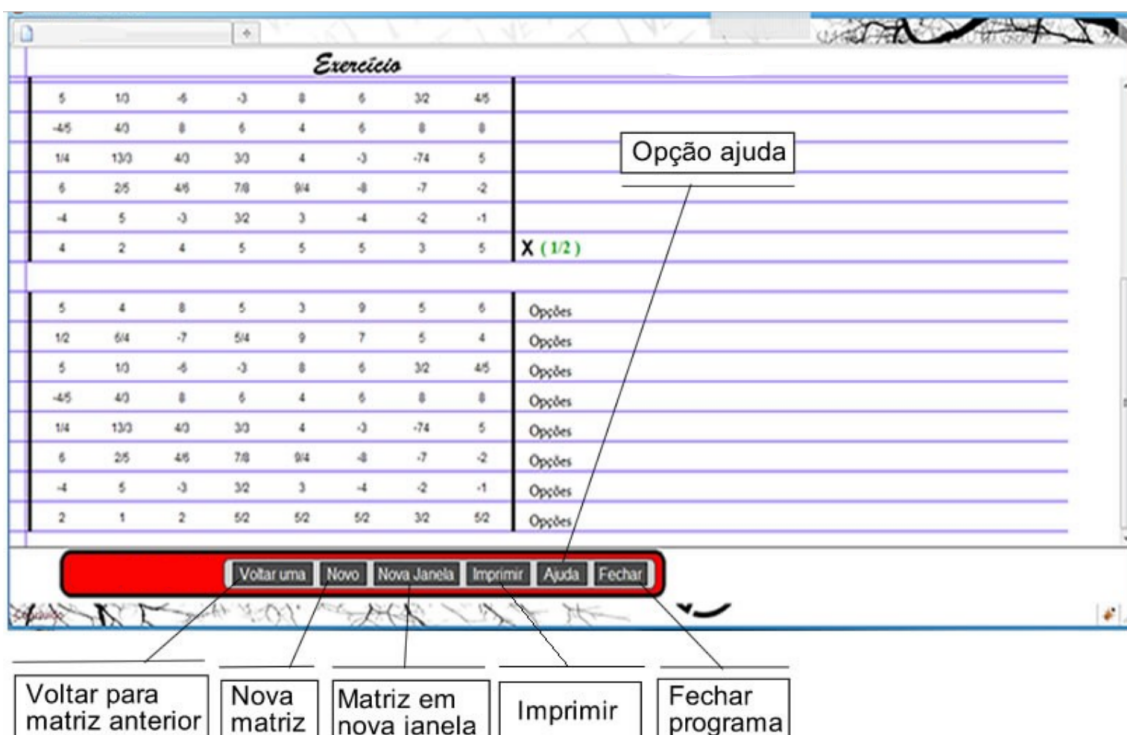 Exercício
5 1/3 -6 -3 8 6 3/2 4/5
-4/5 4/3 8 6 4 6 8 8
1/4 13/3 4/3 3/3 4 -3 -74 5
6 2/5 4/6 7/8 9/4 -8 -7 -2
-4 5 -3 3/2 3 -4 -2 -1
4 2 4 5 5 5 3 5 X ( 1/2 )
Opção ajuda
5 4 8 5 3 9 5 6 Opções
1/2 6/4 -7 5/4 9 7 5 4 Opções
5 1/3 -6 -3 8 6 3/2 4/5 Opções
-4/5 4/3 8 6 4 6 8 8 Opções
1/4 13/3 4/3 3/3 4 -3 -74 5 Opções
6 2/5 4/6 7/8 9/4 -8 -7 -2 Opções
-4 5 -3 3/2 3 -4 -2 -1 Opções
2 1 2 5/2 5/2 5/2 3/2 5/2 Opções
Voltar uma Novo Nova Janela Imprimir Ajuda Fechar
Voltar para
matriz anterior
Nova
matriz
Matriz em
nova janela
Imprimir
Fechar
programa